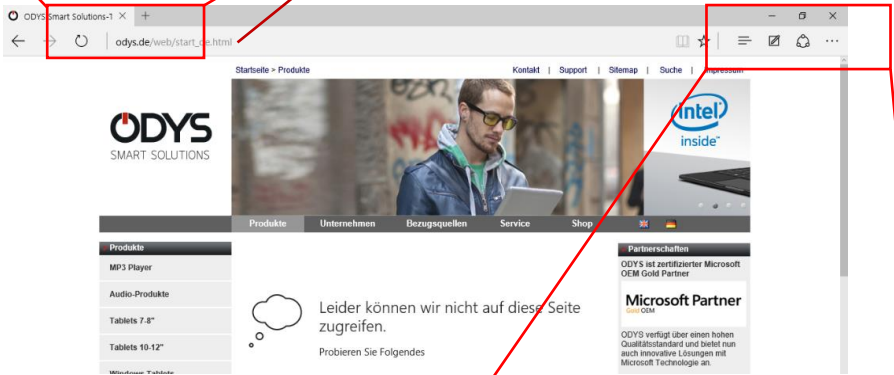 ODYS Smart Solutions-T
odys.de/web/start_de.html
Startseite > Produkte
Kontakt | Support | Sitemap | Suche | Impressum
ODYS
SMART SOLUTIONS
intel
inside™
Produkte Unternehmen Bezugsquellen Service Shop
Produkte
MP3 Player
Audio-Produkte
Tablets 7-8"
Tablets 10-12"
Windows Tablets
Leider können wir nicht auf diese Seite
zugreifen.
Probieren Sie Folgendes
Partnerschaften
ODYS ist zertifizierter Microsoft
OEM Gold Partner
Microsoft Partner
Gold OEM
ODYS verfügt über einen hohen
Qualitätsstandard und bietet nun
auch innovative Lösungen mit
Microsoft Technologie an.